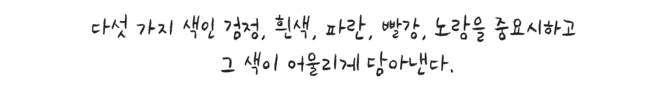 다섯 가지 색인 검정, 흰색, 파란, 빨강, 노랑을 중요시하고
그 색이 어울리게 담아낸다.